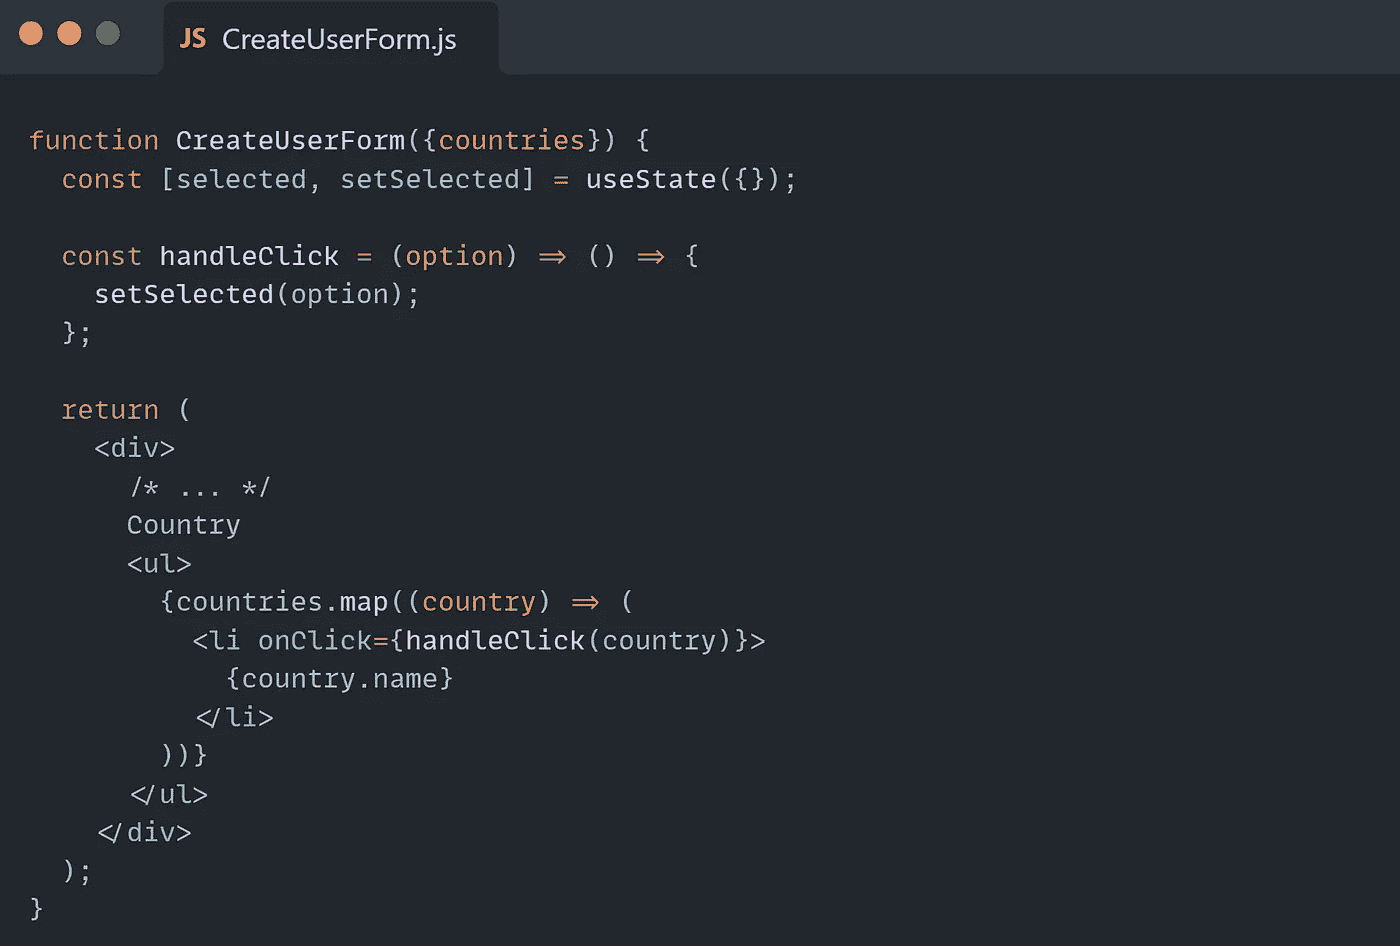 JS CreateUserForm.js
function CreateUserForm({countries}) {
  const [selected, setSelected] = useState({});
  const handleClick = (option) => () => {
    setSelected(option);
  };
  return (
    <div>
      /* ... */
      Country
      <ul>
        {countries.map((country) => (
          <li onClick={handleClick(country)}>
            {country.name}
          </li>
        ))}
      </ul>
    </div>
  );
}